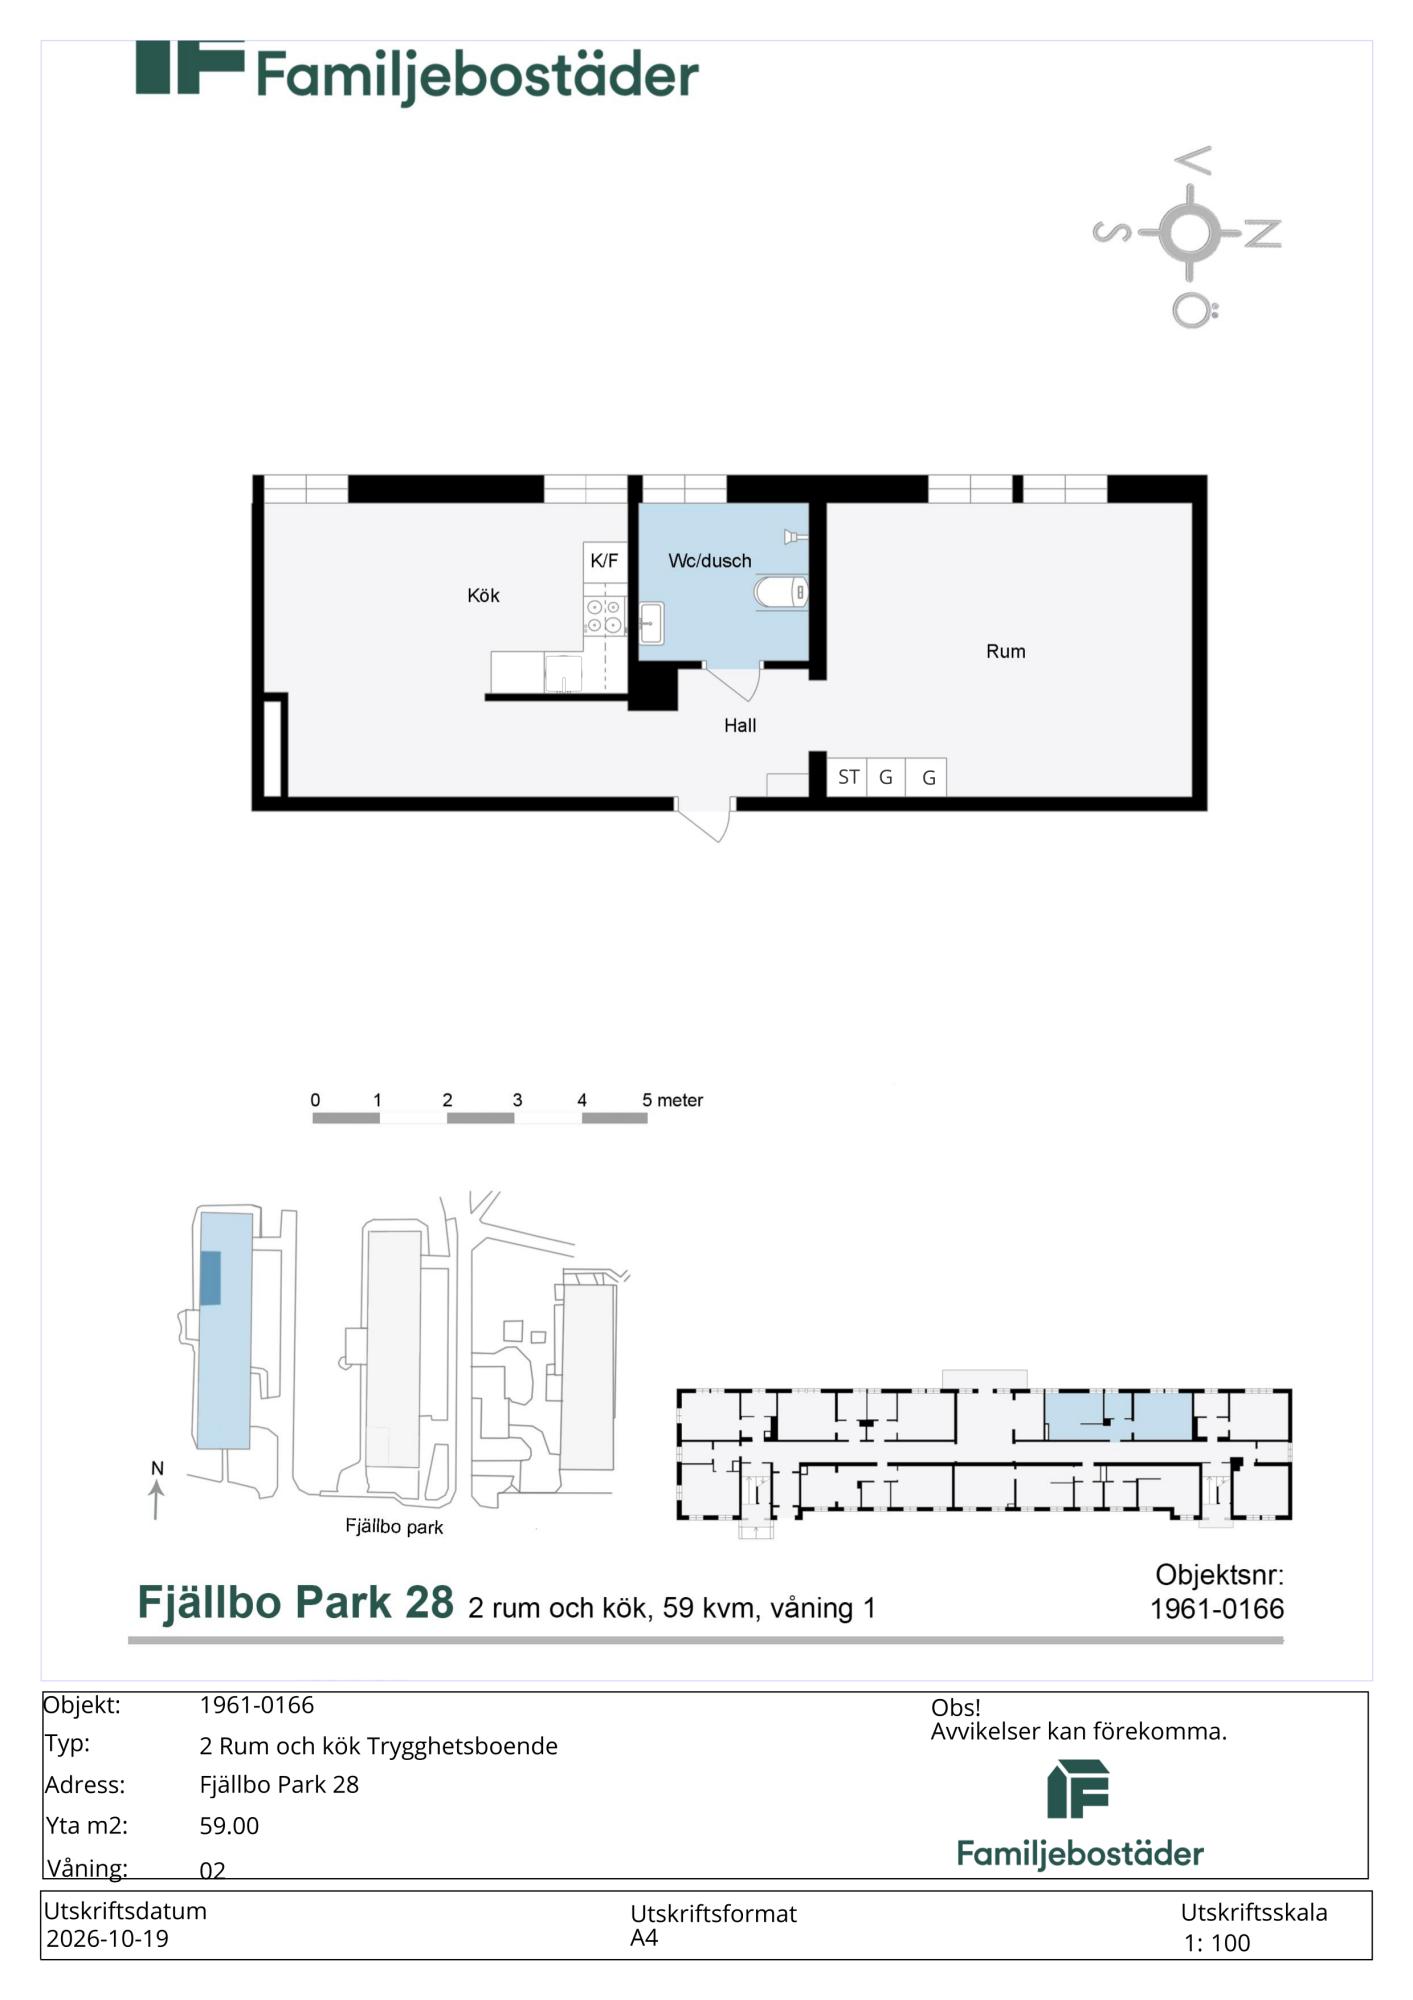 Familjebostäder
V
S
N
Ö
K/F
Wc/dusch
Kök
Rum
Hall
ST G G
0 1 2 3 4 5 meter
N
Fjällbo park
Objektsnr:
Fjällbo Park 28 2 rum och kök, 59 kvm, våning 1
1961-0166
Objekt: 1961-0166
Typ: 2 Rum och kök Trygghetsboende
Adress: Fjällbo Park 28
Yta m2: 59.00
Våning: 02
Obs!
Avvikelser kan förekomma.
Familjebostäder
Utskriftsdatum
2026-10-19
Utskriftsformat
A4
Utskriftsskala
1: 100